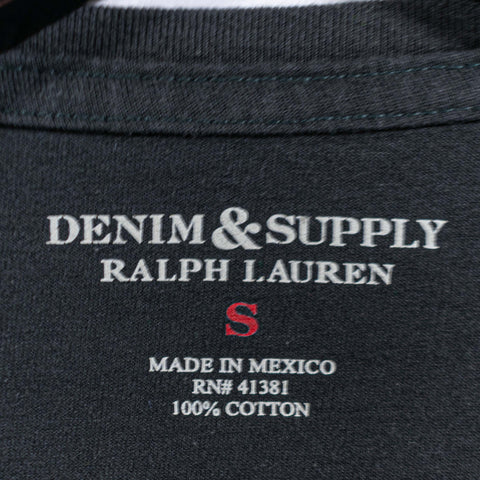 DENIM & SUPPLY
RALPH LAUREN
S
MADE IN MEXICO
RN# 41381
100% COTTON